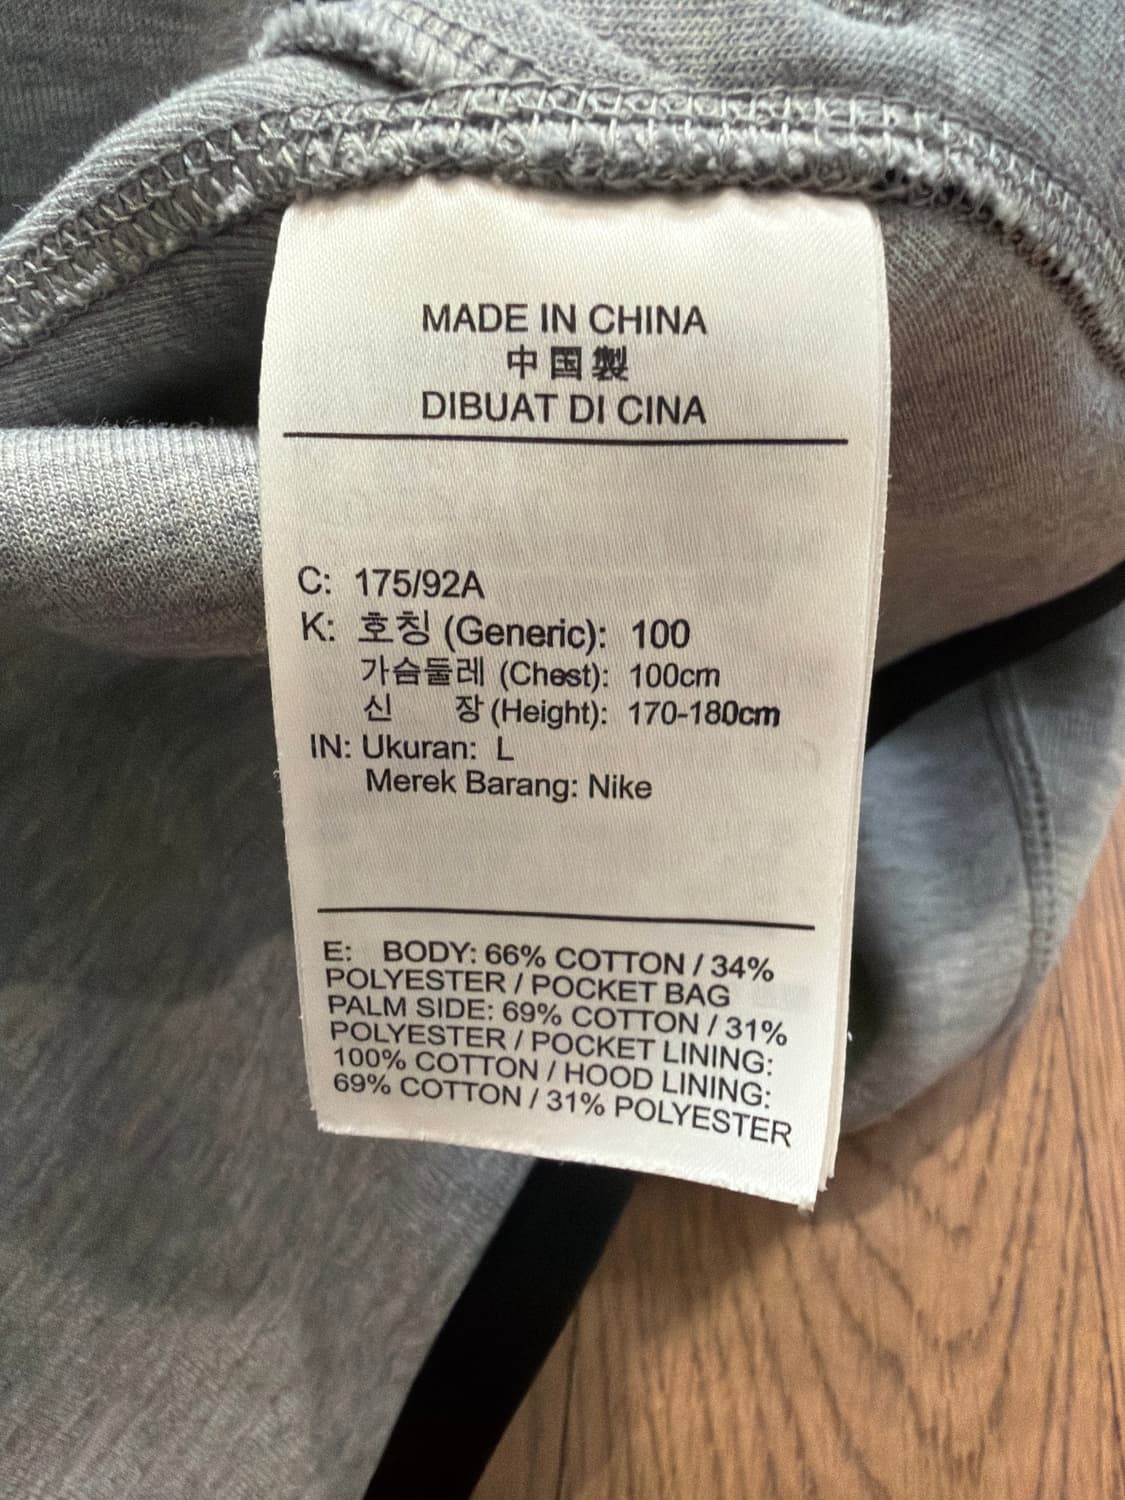 MADE IN CHINA
中国製
DIBUAT DI CINA
C: 175/92A
K: 호칭 (Generic): 100
가슴둘레 (Chest): 100cm
신 장 (Height): 170-180cm
IN: Ukuran: L
Merek Barang: Nike
E: BODY: 66% COTTON / 34%
POLYESTER / POCKET BAG
PALM SIDE: 69% COTTON / 31%
POLYESTER / POCKET LINING:
100% COTTON / HOOD LINING:
69% COTTON / 31% POLYESTER